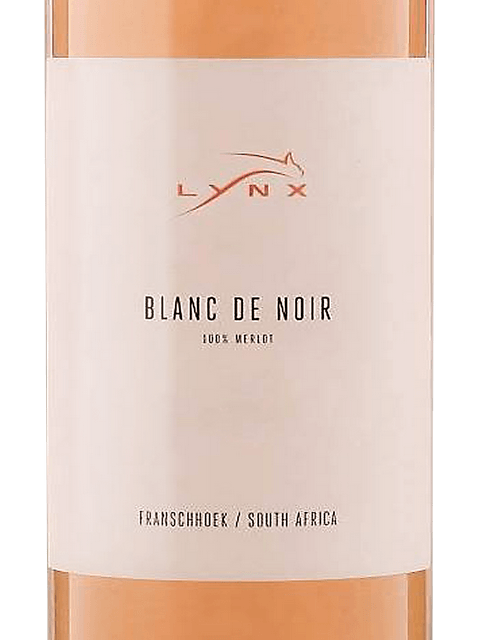 LYNX
BLANC DE NOIR
100% MERLOT
FRANSCHHOEK / SOUTH AFRICA